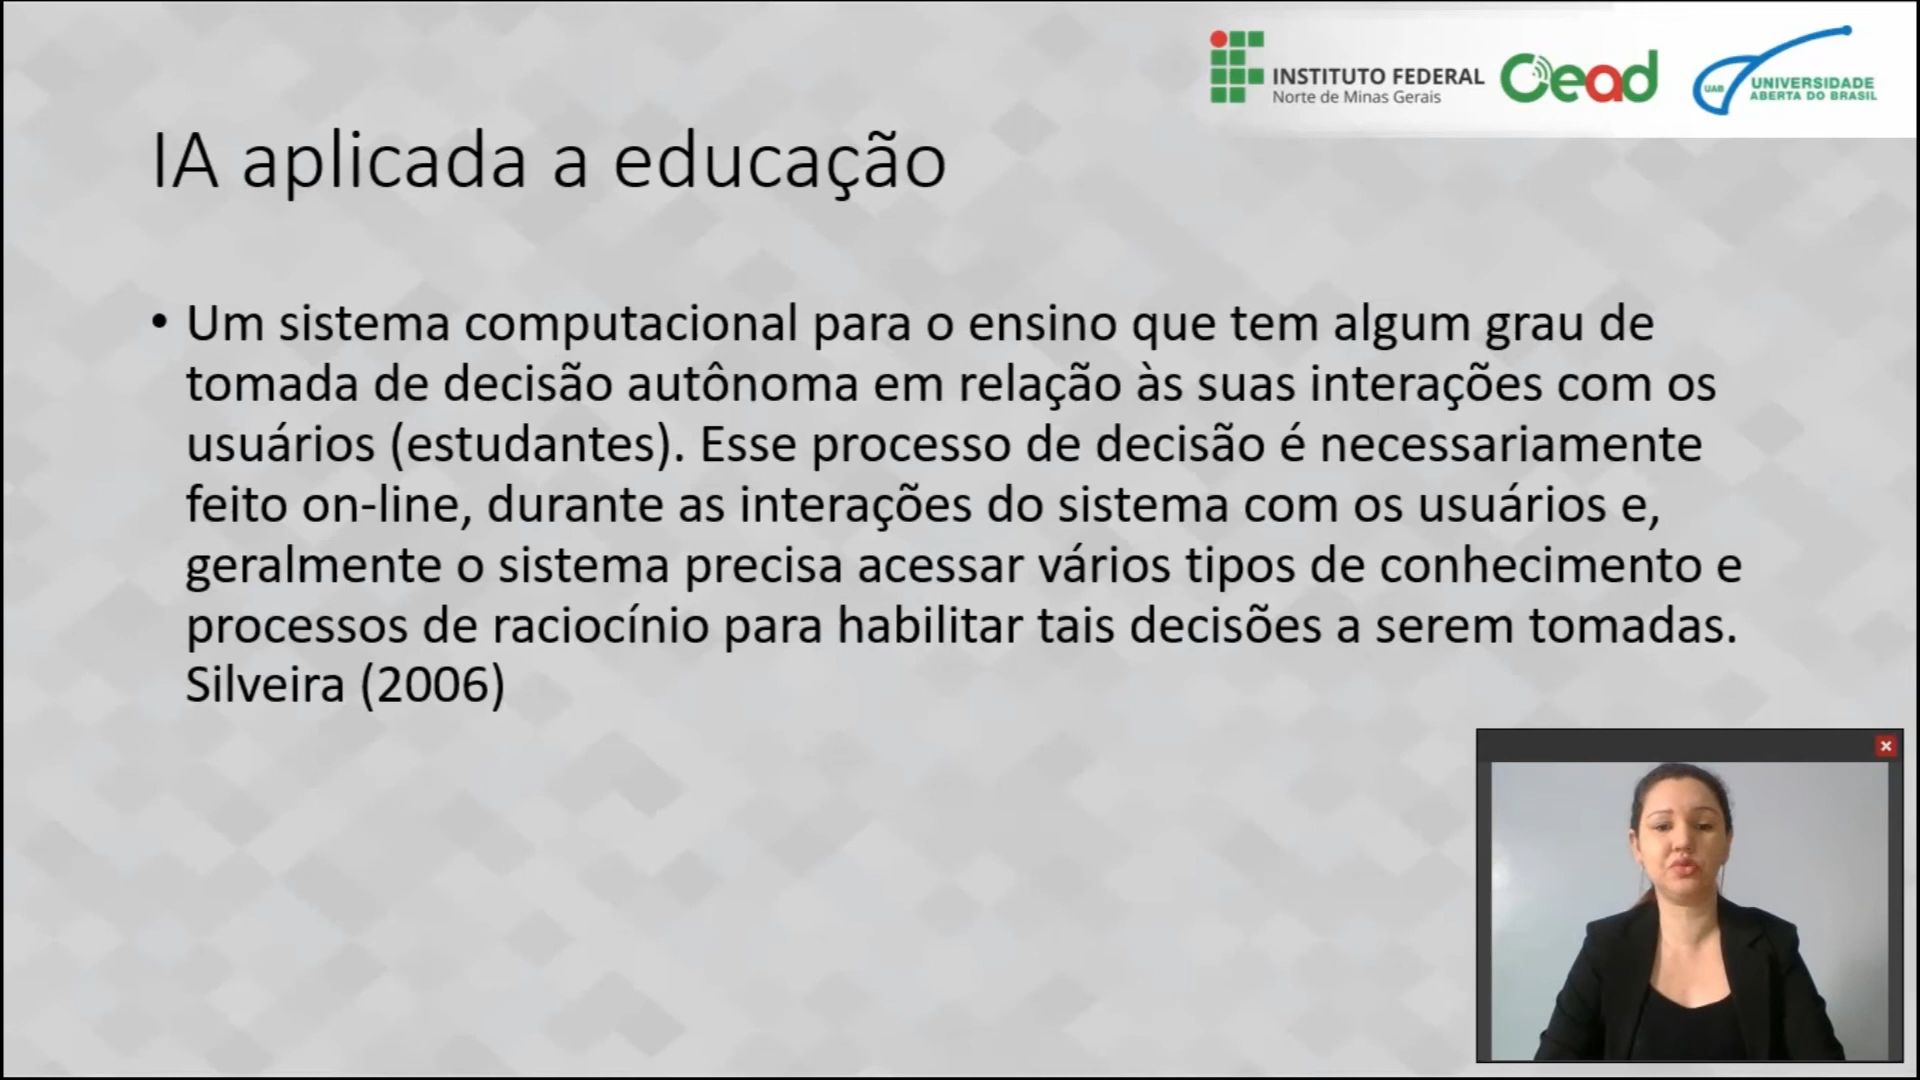 INSTITUTO FEDERAL
Norte de Minas Gerais
Cead
UAB
UNIVERSIDADE
ABERTA DO BRASIL
IA aplicada a educação
• Um sistema computacional para o ensino que tem algum grau de
tomada de decisão autônoma em relação às suas interações com os
usuários (estudantes). Esse processo de decisão é necessariamente
feito on-line, durante as interações do sistema com os usuários e,
geralmente o sistema precisa acessar vários tipos de conhecimento e
processos de raciocínio para habilitar tais decisões a serem tomadas.
Silveira (2006)